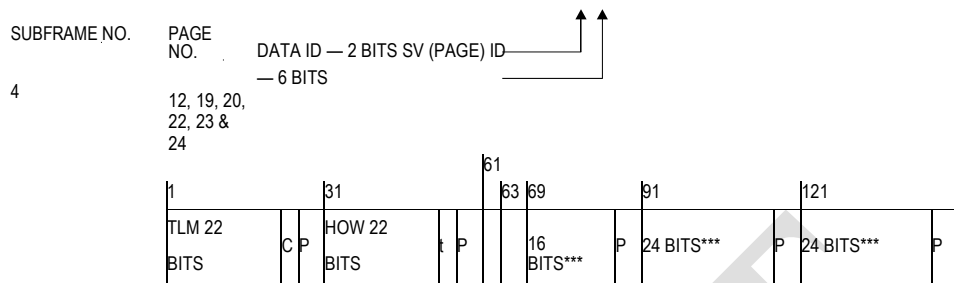 SUBFRAME NO.
PAGE
NO.
DATA ID — 2 BITS SV (PAGE) ID
— 6 BITS
4
12, 19, 20,
22, 23 &
24
61
1 31 63 69 91 121
TLM 22
BITS
C P
HOW 22
BITS
t P
16
BITS***
P
24 BITS***
P
24 BITS***
P